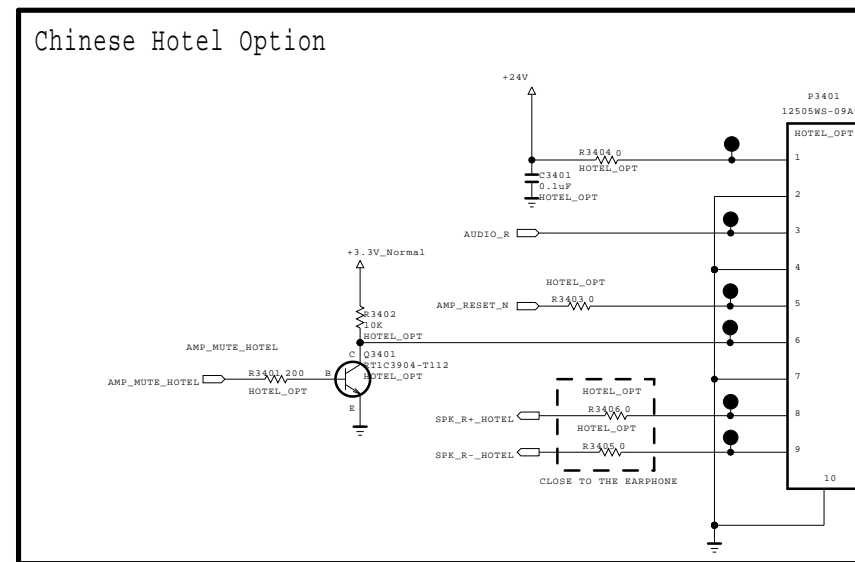 Chinese Hotel Option
+24V
P3401
12505WS-09A
HOTEL_OPT
R3404 0
HOTEL_OPT
1
C3401
0.1uF
HOTEL_OPT
2
AUDIO_R
3
+3.3V_Normal
4
HOTEL_OPT
AMP_RESET_N
R3403 0
5
R3402
10K
HOTEL_OPT
6
AMP_MUTE_HOTEL
C
Q3401
RT1C3904-T112
HOTEL_OPT
AMP_MUTE_HOTEL
R3401 200
B
HOTEL_OPT
7
E
HOTEL_OPT
SPK_R+_HOTEL
R3406 0
8
HOTEL_OPT
SPK_R-_HOTEL
R3405 0
9
CLOSE TO THE EARPHONE
10